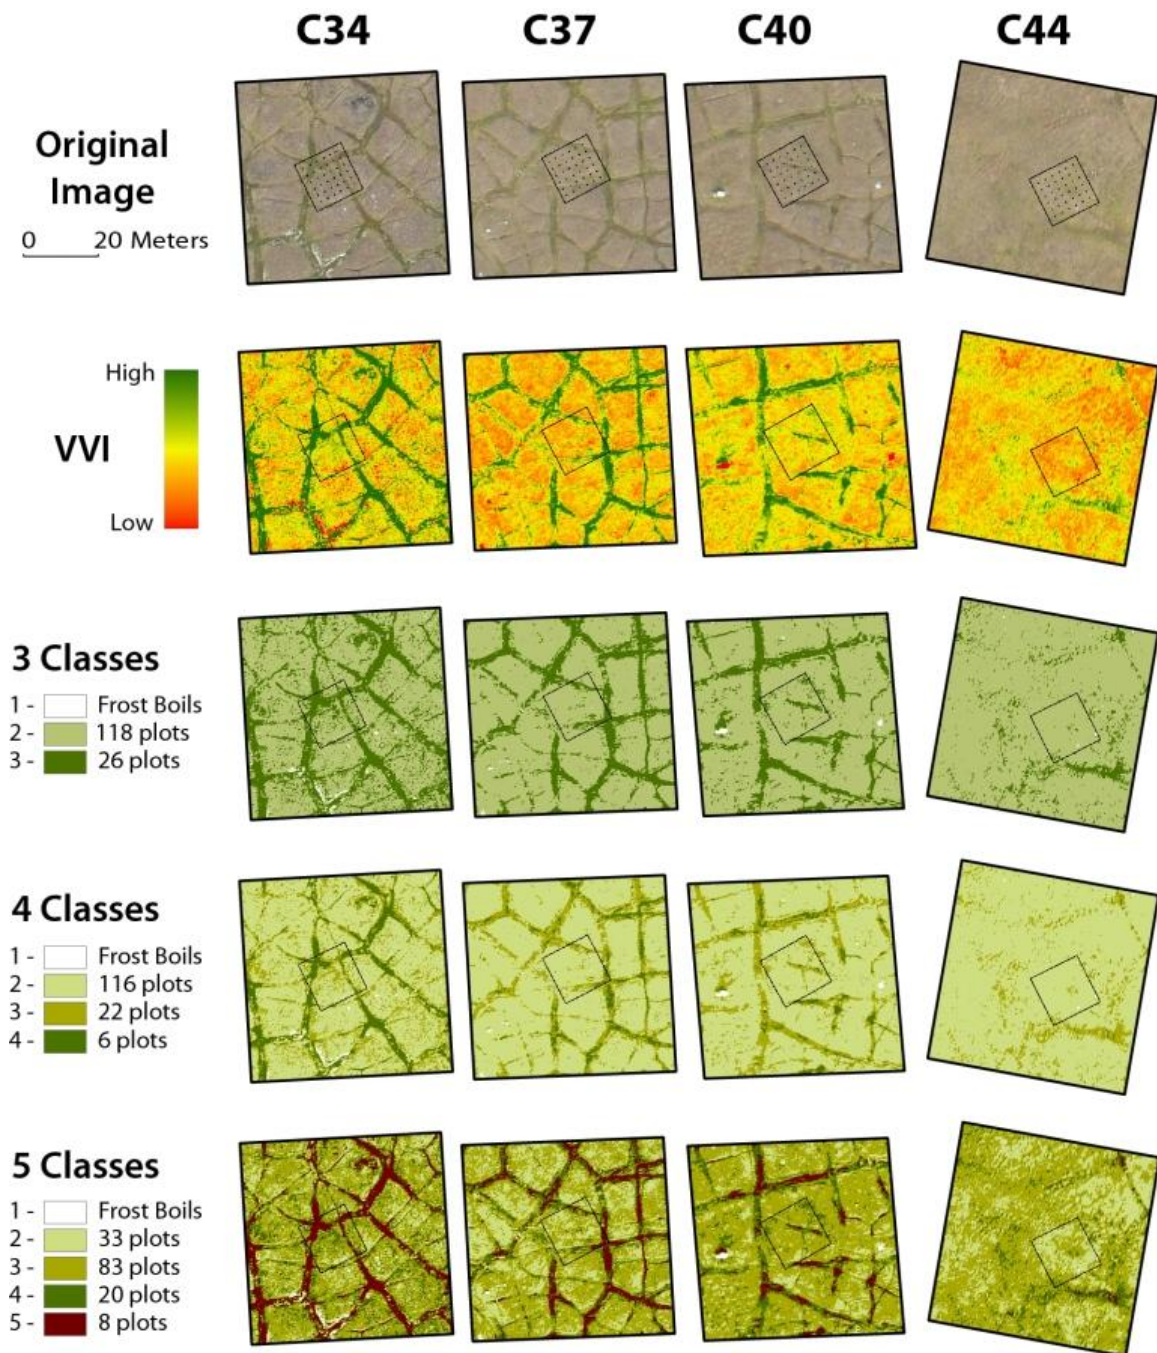 C34 C37 C40 C44
Original
Image
0 20 Meters
High
VVI
Low
3 Classes
1 - Frost Boils
2 - 118 plots
3 - 26 plots
4 Classes
1 - Frost Boils
2 - 116 plots
3 - 22 plots
4 - 6 plots
5 Classes
1 - Frost Boils
2 - 33 plots
3 - 83 plots
4 - 20 plots
5 - 8 plots